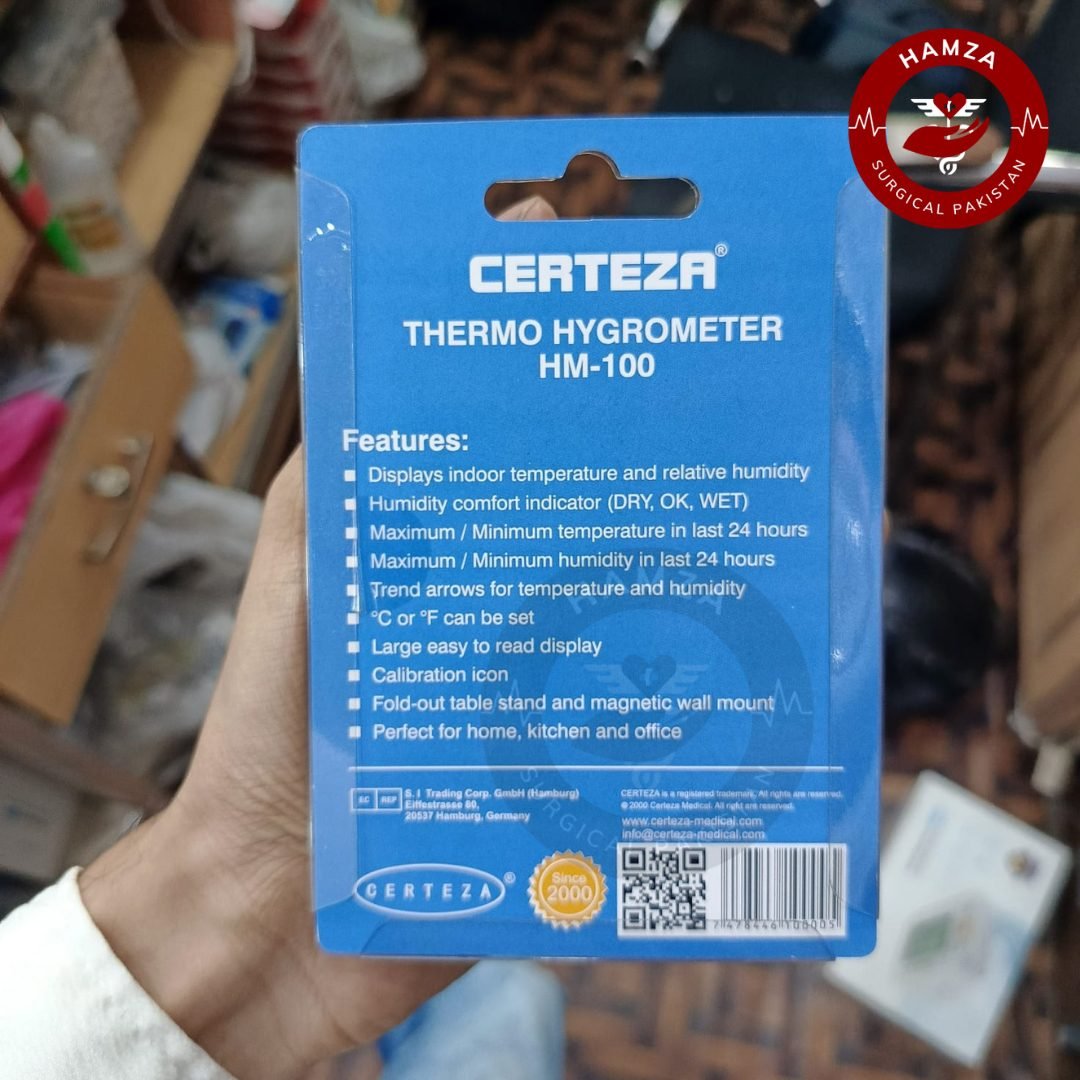 HAMZA
SURGICAL PAKISTAN
CERTEZA®
THERMO HYGROMETER
HM-100
Features:
■ Displays indoor temperature and relative humidity
■ Humidity comfort indicator (DRY, OK, WET)
■ Maximum / Minimum temperature in last 24 hours
■ Maximum / Minimum humidity in last 24 hours
■ Trend arrows for temperature and humidity
■ °C or °F can be set
■ Large easy to read display
■ Calibration icon
■ Fold-out table stand and magnetic wall mount
■ Perfect for home, kitchen and office
HAMZA
EC REP
S. I Trading Corp. GmbH (Hamburg)
Eiffestrasse 80,
20537 Hamburg, Germany
CERTEZA is a registered trademark. All rights are reserved.
© 2000 Certeza Medical. All right are reserved.
www.certeza-medical.com
info@certeza-medical.com
CERTEZA®
Since
2000
7 478446 100005